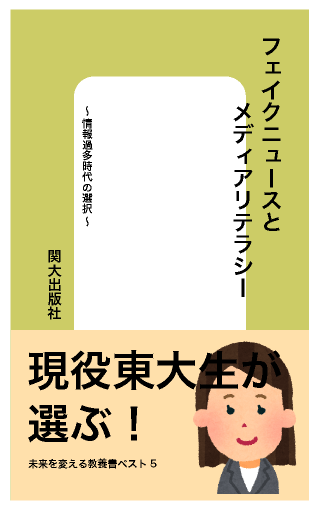 フェイクニュースと
メディアリテラシー
～情報過多時代の選択～
関大出版社
現役東大生が
選ぶ！
未来を変える教養書ベスト5